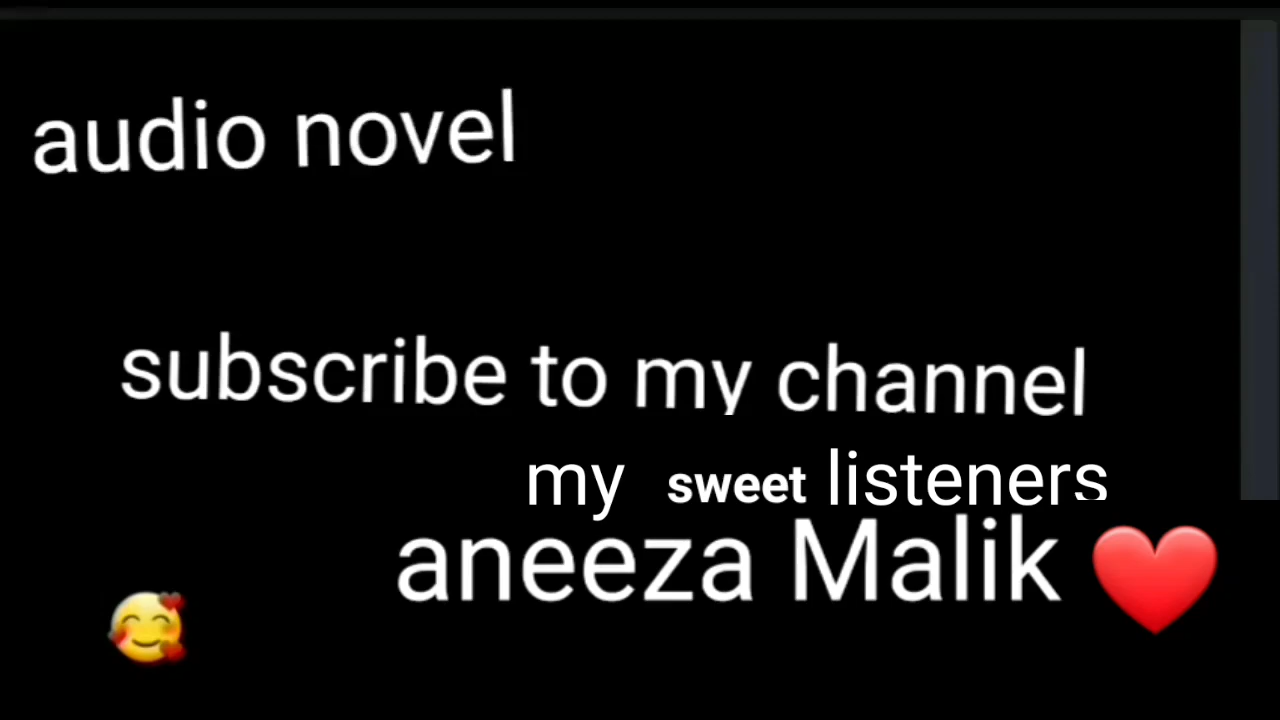 audio novel
subscribe to my channel
my sweet listeners
aneeza Malik ❤️
🥰